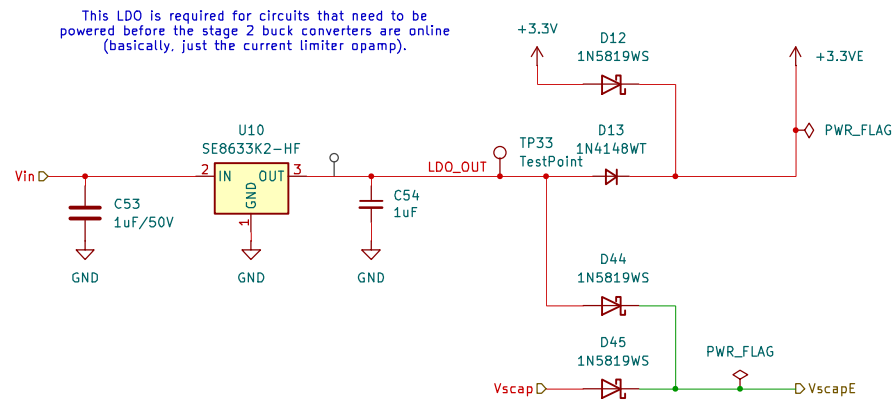 This LDO is required for circuits that need to be
powered before the stage 2 buck converters are online
(basically, just the current limiter opamp).
+3.3V
D12
1N5819WS
+3.3VE
PWR_FLAG
U10
SE8633K2-HF
TP33
TestPoint
D13
1N4148WT
Vin
2
IN
OUT
3
GND
1
LDO_OUT
C53
1uF/50V
C54
1uF
GND
GND
GND
D44
1N5819WS
D45
1N5819WS
PWR_FLAG
Vscap
VscapE